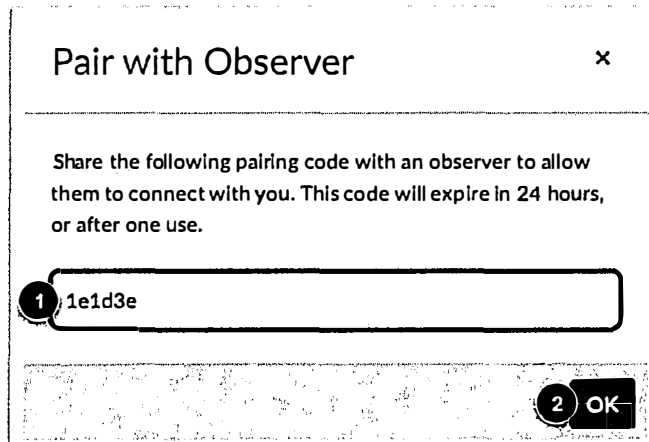 Pair with Observer ×
Share the following pairing code with an observer to allow
them to connect with you. This code will expire in 24 hours,
or after one use.
1 1e1d3e
2 OK